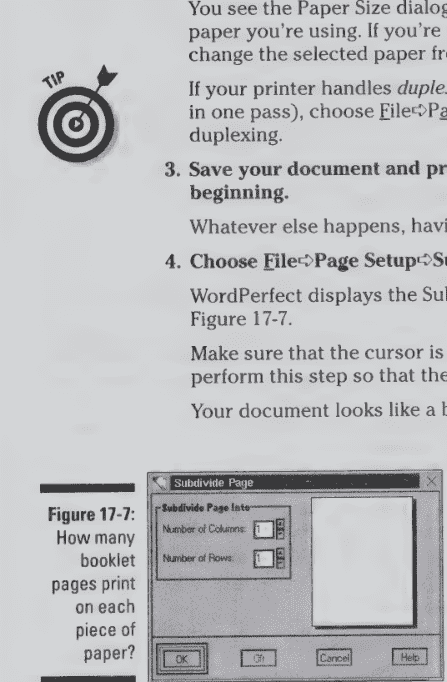 You see the Paper Size dialog
paper you're using. If you're
change the selected paper fr
TIP
If your printer handles duple
in one pass), choose File➪Pa
duplexing.
3. Save your document and pr
beginning.
Whatever else happens, havi
4. Choose File➪Page Setup➪Su
WordPerfect displays the Sul
Figure 17-7.
Make sure that the cursor is
perform this step so that the
Your document looks like a b
Subdivide Page
Subdivide Page Into
Number of Columns: 1
Number of Rows: 1
OK
Off
Cancel
Help
Figure 17-7:
How many
booklet
pages print
on each
piece of
paper?